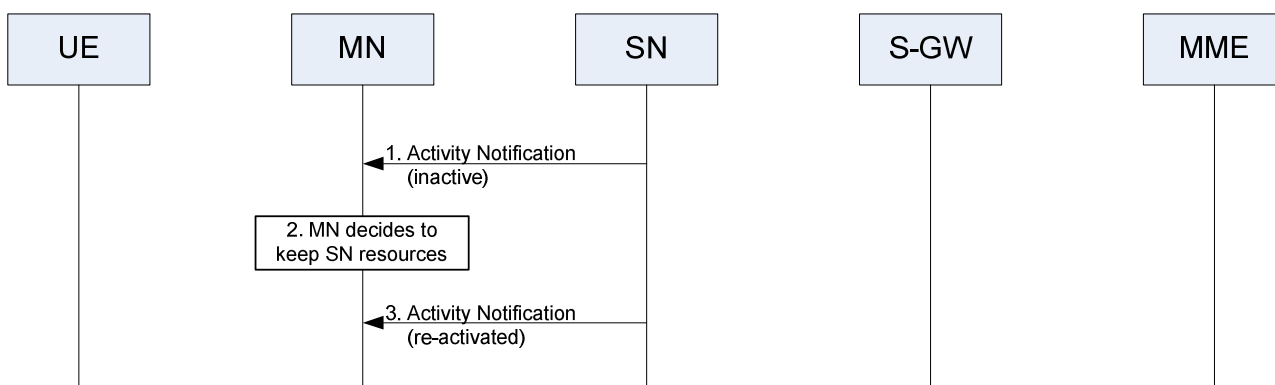 UE
MN
SN
S-GW
MME
1. Activity Notification
(inactive)
2. MN decides to
keep SN resources
3. Activity Notification
(re-activated)